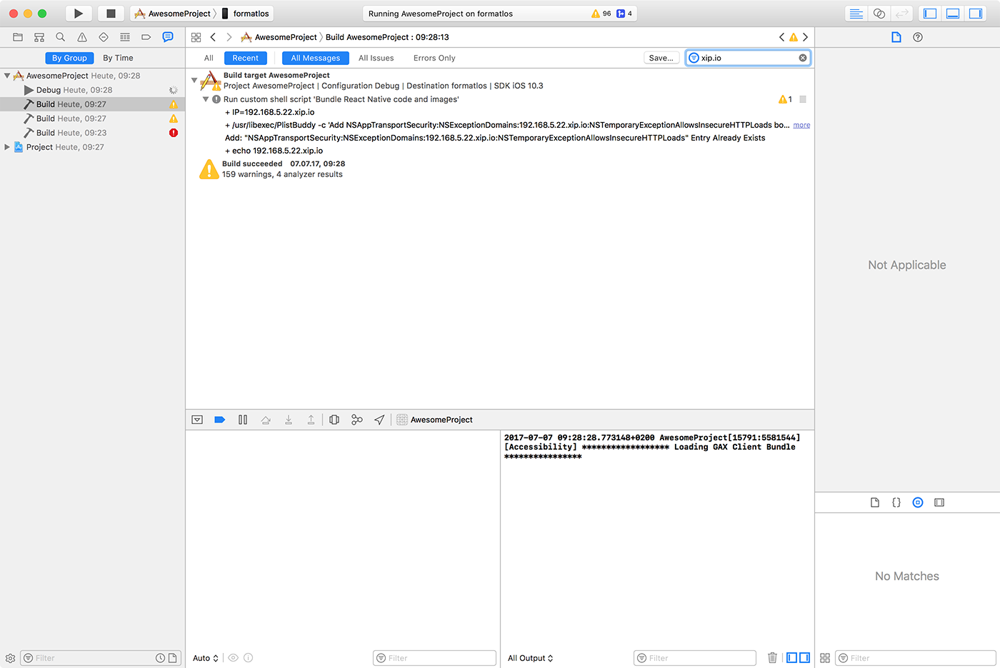 AwesomeProject
formatlos
Running AwesomeProject on formatlos
96
4
AwesomeProject
Build AwesomeProject : 09:28:13
By Group
By Time
All
Recent
All Messages
All Issues
Errors Only
Save...
xip.io
AwesomeProject Heute, 09:28
Debug Heute, 09:28
Build Heute, 09:27
Build Heute, 09:27
Build Heute, 09:23
Project Heute, 09:27
Build target AwesomeProject
Project AwesomeProject | Configuration Debug | Destination formatlos | SDK iOS 10.3
Run custom shell script 'Bundle React Native code and images'
1
+ IP=192.168.5.22.xip.io
+ /usr/libexec/PlistBuddy -c 'Add NSAppTransportSecurity:NSExceptionDomains:192.168.5.22.xip.io:NSTemporaryExceptionAllowsInsecureHTTPLoads bo... more
Add: "NSAppTransportSecurity:NSExceptionDomains:192.168.5.22.xip.io:NSTemporaryExceptionAllowsInsecureHTTPLoads" Entry Already Exists
+ echo 192.168.5.22.xip.io
Build succeeded 07.07.17, 09:28
159 warnings, 4 analyzer results
Not Applicable
AwesomeProject
2017-07-07 09:28:28.773148+0200 AwesomeProject[15791:5581544]
[Accessibility] ****************** Loading GAX Client Bundle
****************
No Matches
Filter
Auto
Filter
All Output
Filter
Filter